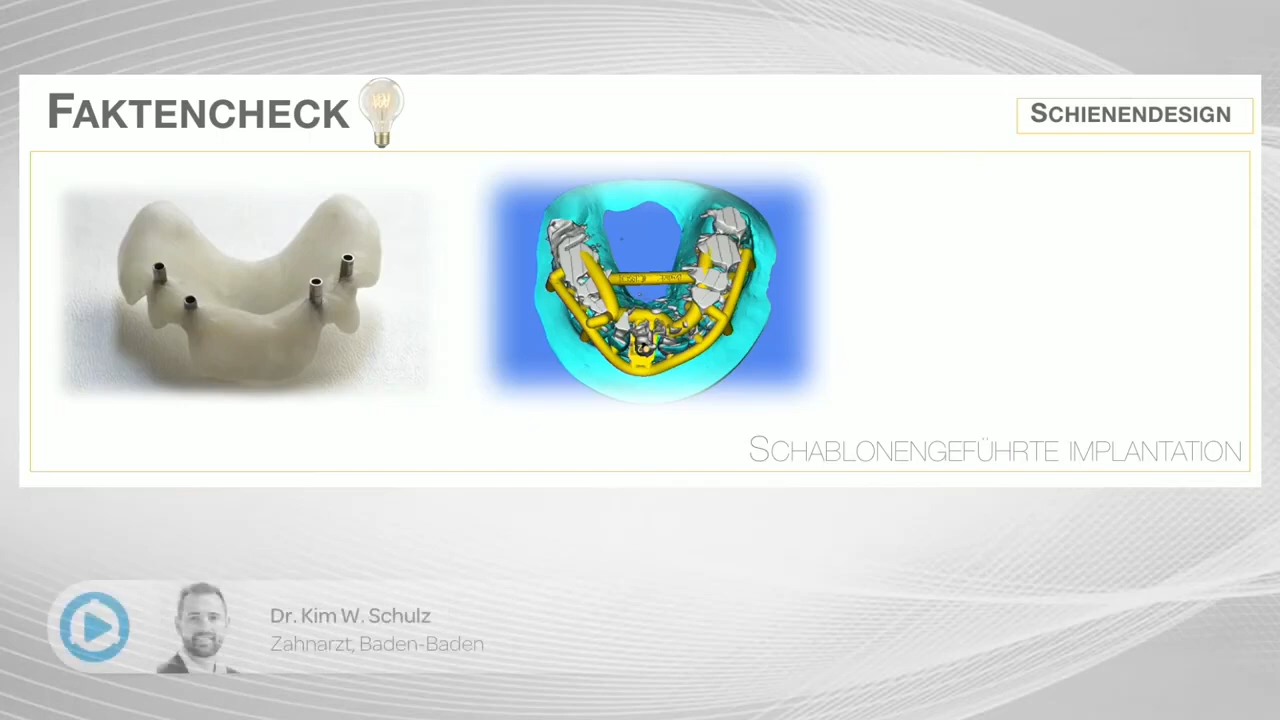 FAKTENCHECK
SCHIENENDESIGN
SCHABLONENGEFÜHRTE IMPLANTATION
Dr. Kim W. Schulz
Zahnarzt, Baden-Baden